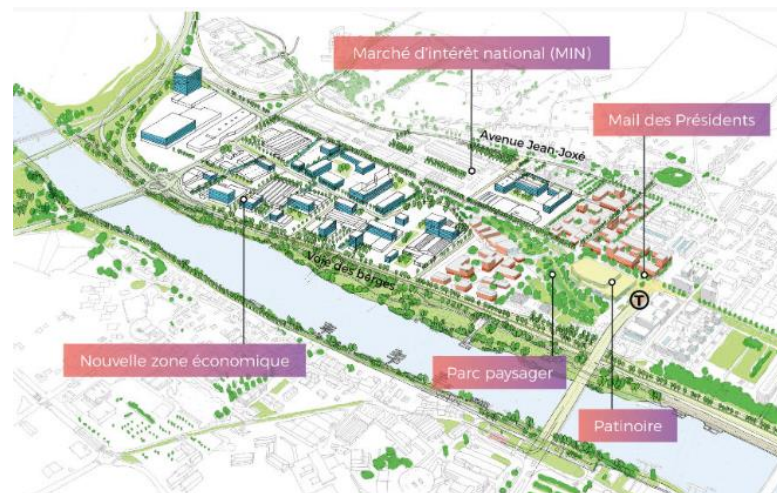 Marché d'intérêt national (MIN)
Mail des Présidents
Avenue Jean-Joxé
Voie des berges
Nouvelle zone économique
Parc paysager
Patinoire
T